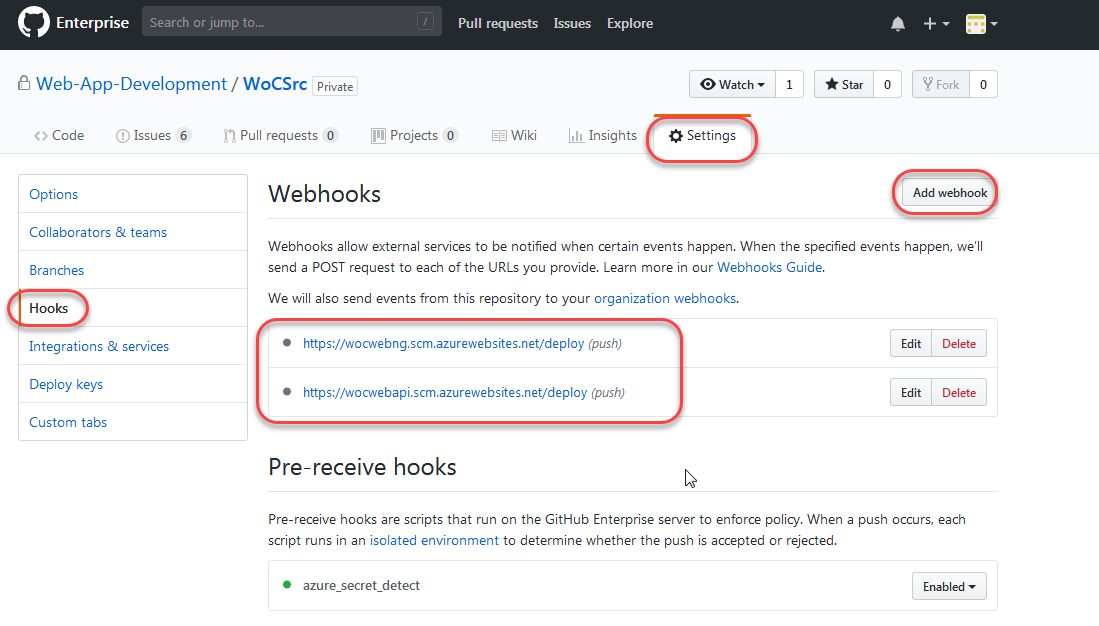 Enterprise Search or jump to... / Pull requests Issues Explore
Web-App-Development / WoCSrc Private Watch 1 Star 0 Fork 0
Code Issues 6 Pull requests 0 Projects 0 Wiki Insights Settings
Options
Collaborators & teams
Branches
Hooks
Integrations & services
Deploy keys
Custom tabs
Webhooks Add webhook
Webhooks allow external services to be notified when certain events happen. When the specified events happen, we'll
send a POST request to each of the URLs you provide. Learn more in our Webhooks Guide.
We will also send events from this repository to your organization webhooks.
https://wocwebng.scm.azurewebsites.net/deploy (push) Edit Delete
https://wocwebapi.scm.azurewebsites.net/deploy (push) Edit Delete
Pre-receive hooks
Pre-receive hooks are scripts that run on the GitHub Enterprise server to enforce policy. When a push occurs, each
script runs in an isolated environment to determine whether the push is accepted or rejected.
azure_secret_detect Enabled